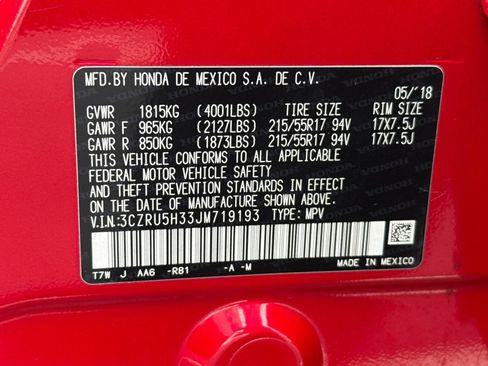 MFD.BY HONDA DE MEXICO S.A. DE C.V.
05/'18
GVWR 1815KG (4001LBS) TIRE SIZE RIM SIZE
GAWR F 965KG (2127LBS) 215/55R17 94V 17X7.5J
GAWR R 850KG (1873LBS) 215/55R17 94V 17X7.5J
THIS VEHICLE CONFORMS TO ALL APPLICABLE
FEDERAL MOTOR VEHICLE SAFETY
AND THEFT PREVENTION STANDARDS IN EFFECT
ON THE DATE OF MANUFACTURE SHOWN ABOVE.
V.I.N:3CZRU5H33JM719193 TYPE: MPV
T7W J AA6 -R81 -A -M
MADE IN MEXICO